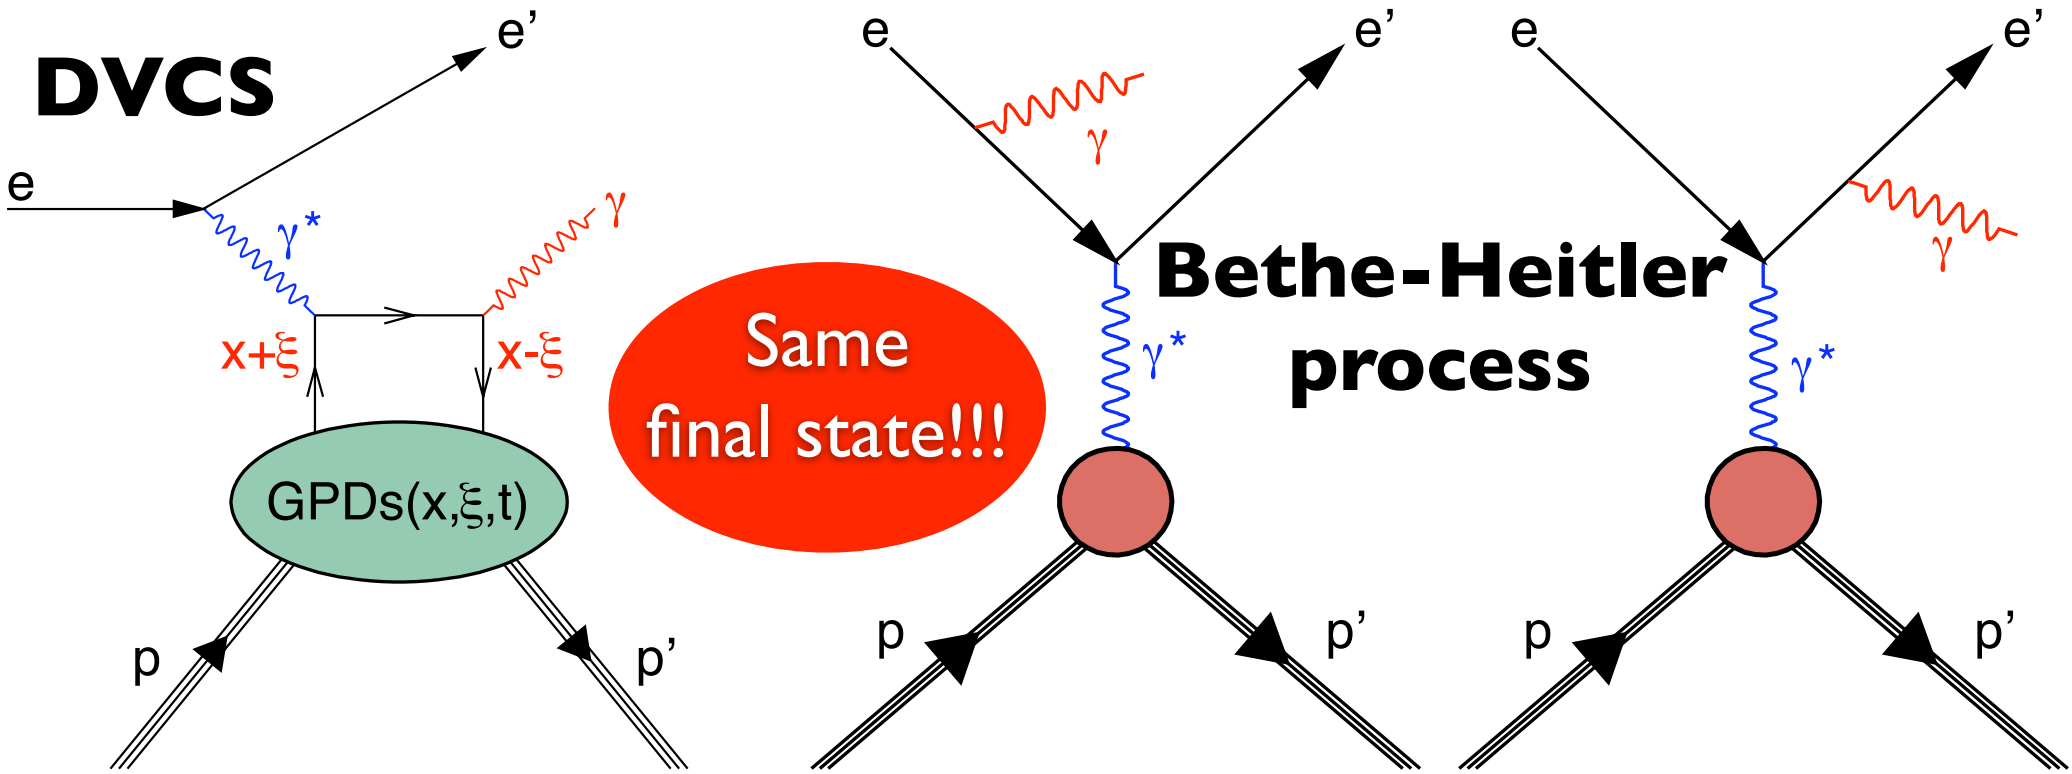 DVCS
e'
e
γ*
γ
x+ξ
x-ξ
GPDs(x,ξ,t)
p
p'
Same
final state!!!
e
e'
γ
γ*
p
p'
Bethe-Heitler
process
e
e'
γ
γ*
p
p'